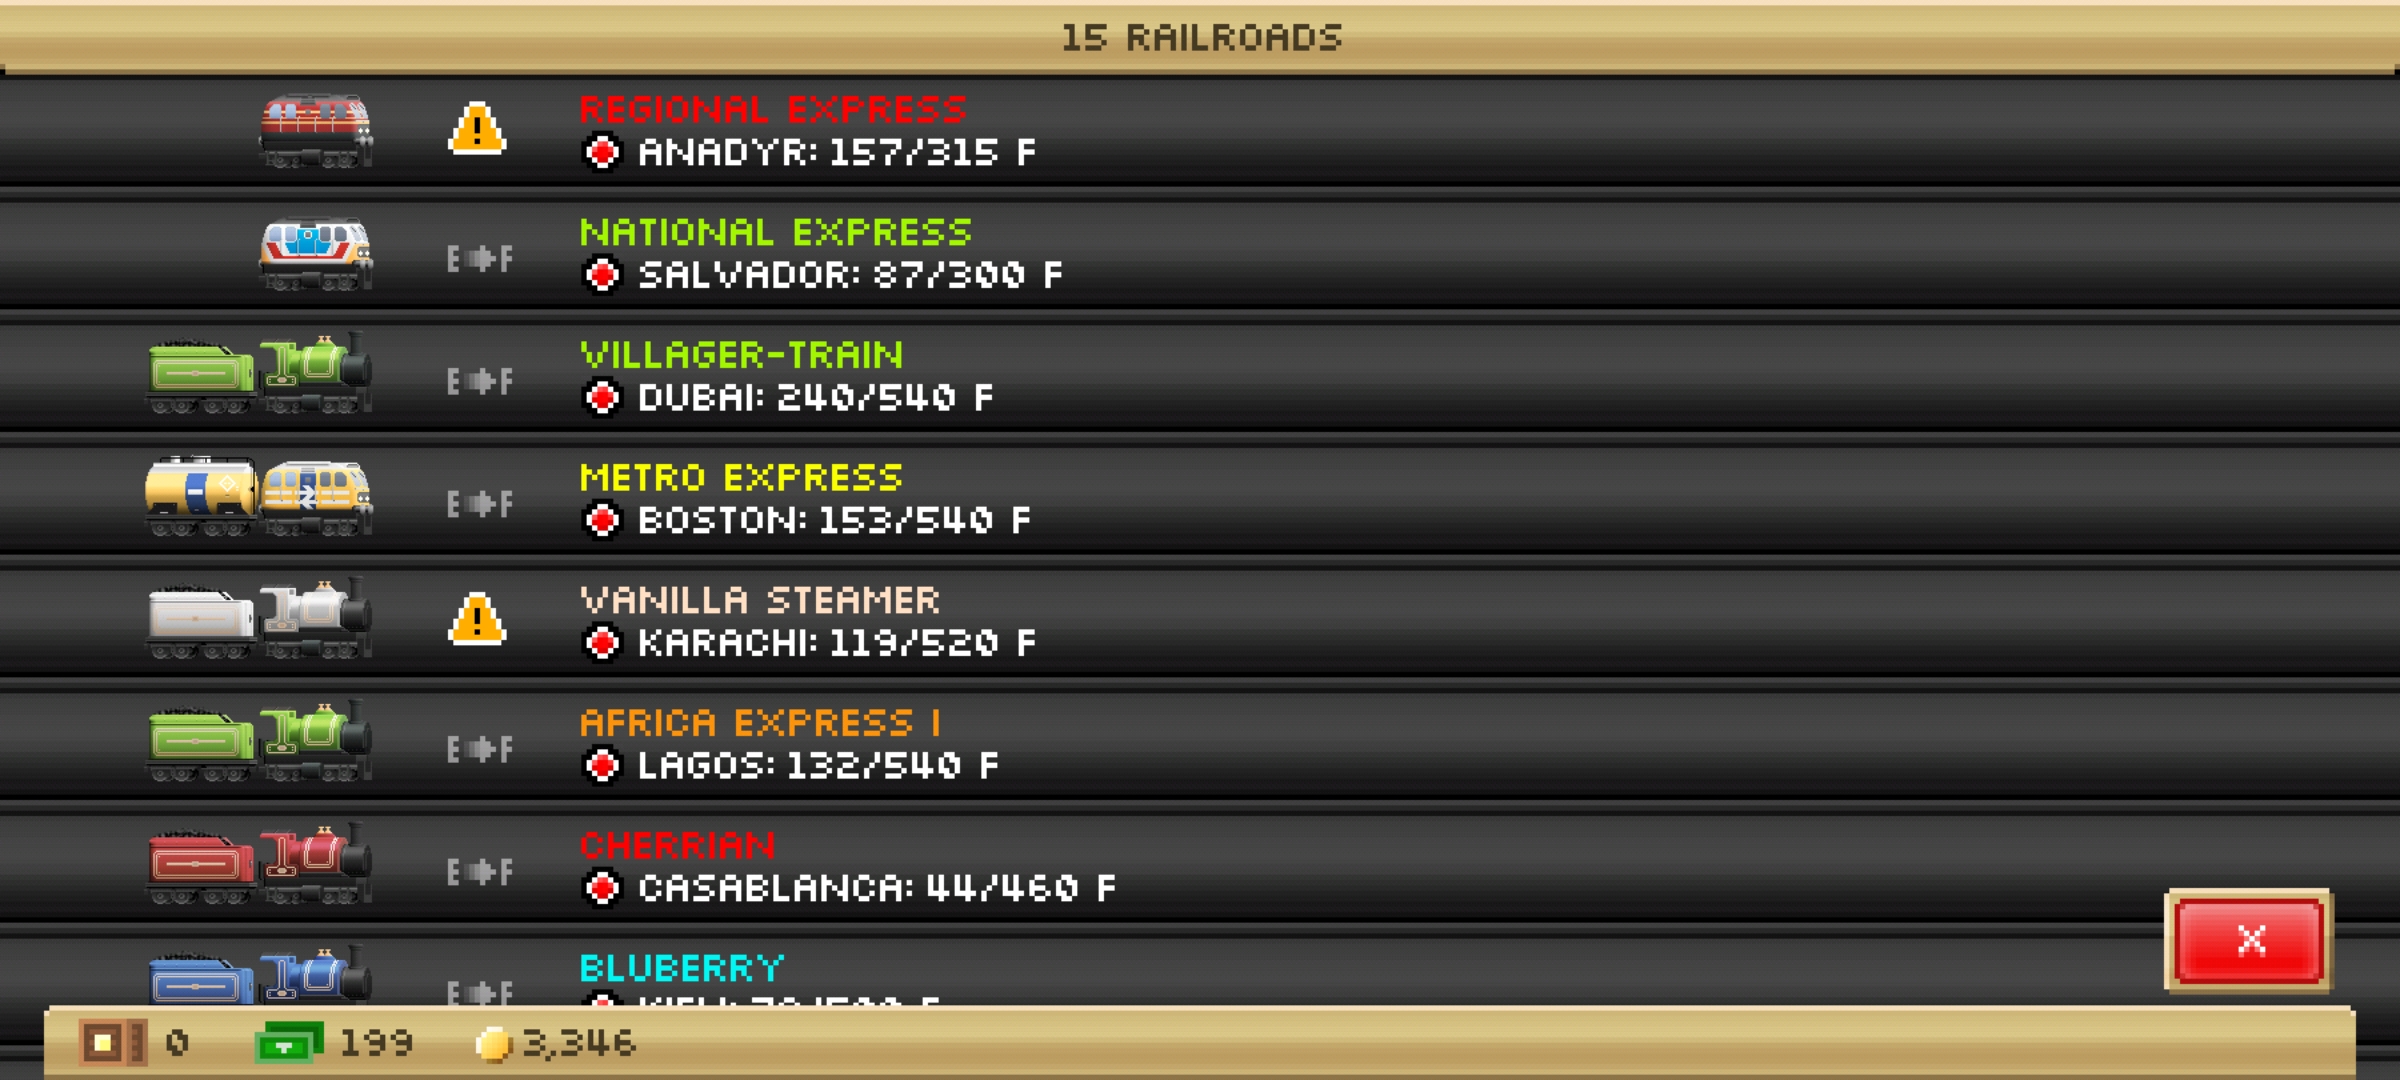 15 RAILROADS
REGIONAL EXPRESS
ANADYR: 157/315 F
E F
NATIONAL EXPRESS
SALVADOR: 87/300 F
E F
VILLAGER-TRAIN
DUBAI: 240/540 F
E F
METRO EXPRESS
BOSTON: 153/540 F
VANILLA STEAMER
KARACHI: 119/520 F
E F
AFRICA EXPRESS I
LAGOS: 132/540 F
E F
CHERRIAN
CASABLANCA: 44/460 F
X
E F
BLUBERRY
0 199 3,346